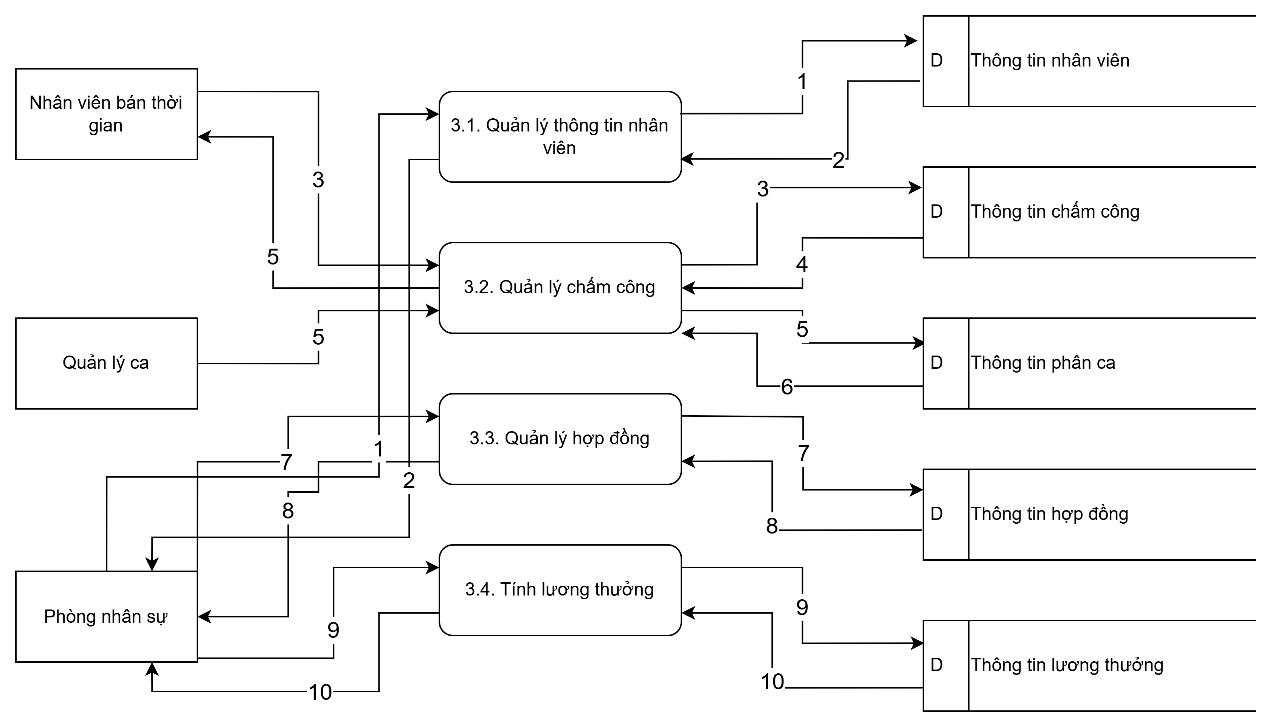 D
Thông tin nhân viên
1
Nhân viên bán thời
gian
3.1. Quản lý thông tin nhân
viên
2
3
3
D
Thông tin chấm công
5
3.2. Quản lý chấm công
4
5
5
Quản lý ca
D
Thông tin phân ca
6
3.3. Quản lý hợp đồng
7
1
7
2
8
8
D
Thông tin hợp đồng
3.4. Tính lương thưởng
9
Phòng nhân sự
9
D
Thông tin lương thưởng
10
10